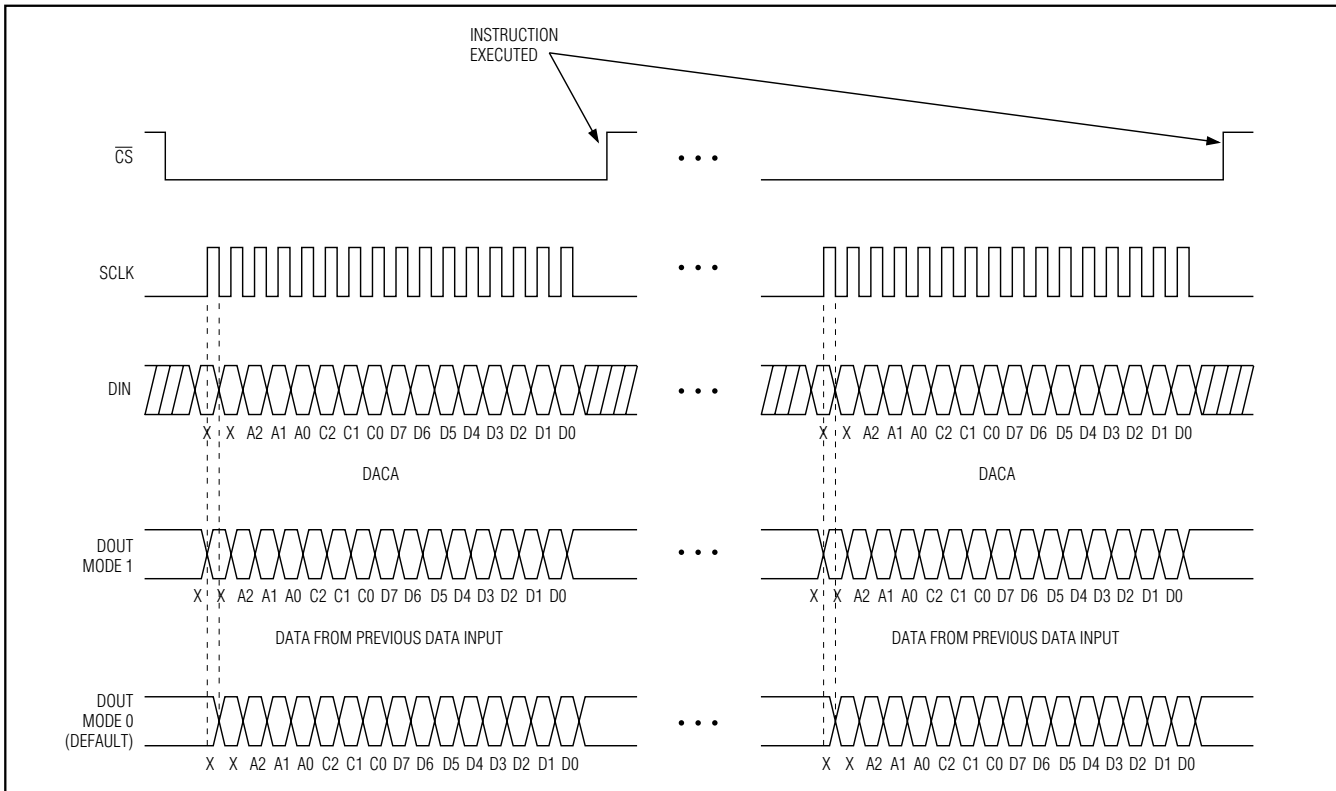 INSTRUCTION
EXECUTED
CS
• • •
SCLK
• • •
DIN
• • •
X X A2 A1 A0 C2 C1 C0 D7 D6 D5 D4 D3 D2 D1 D0
X X A2 A1 A0 C2 C1 C0 D7 D6 D5 D4 D3 D2 D1 D0
DACA
DACA
DOUT
MODE 1
• • •
X X A2 A1 A0 C2 C1 C0 D7 D6 D5 D4 D3 D2 D1 D0
X X A2 A1 A0 C2 C1 C0 D7 D6 D5 D4 D3 D2 D1 D0
DATA FROM PREVIOUS DATA INPUT
DATA FROM PREVIOUS DATA INPUT
DOUT
MODE 0
(DEFAULT)
• • •
X X A2 A1 A0 C2 C1 C0 D7 D6 D5 D4 D3 D2 D1 D0
X X A2 A1 A0 C2 C1 C0 D7 D6 D5 D4 D3 D2 D1 D0